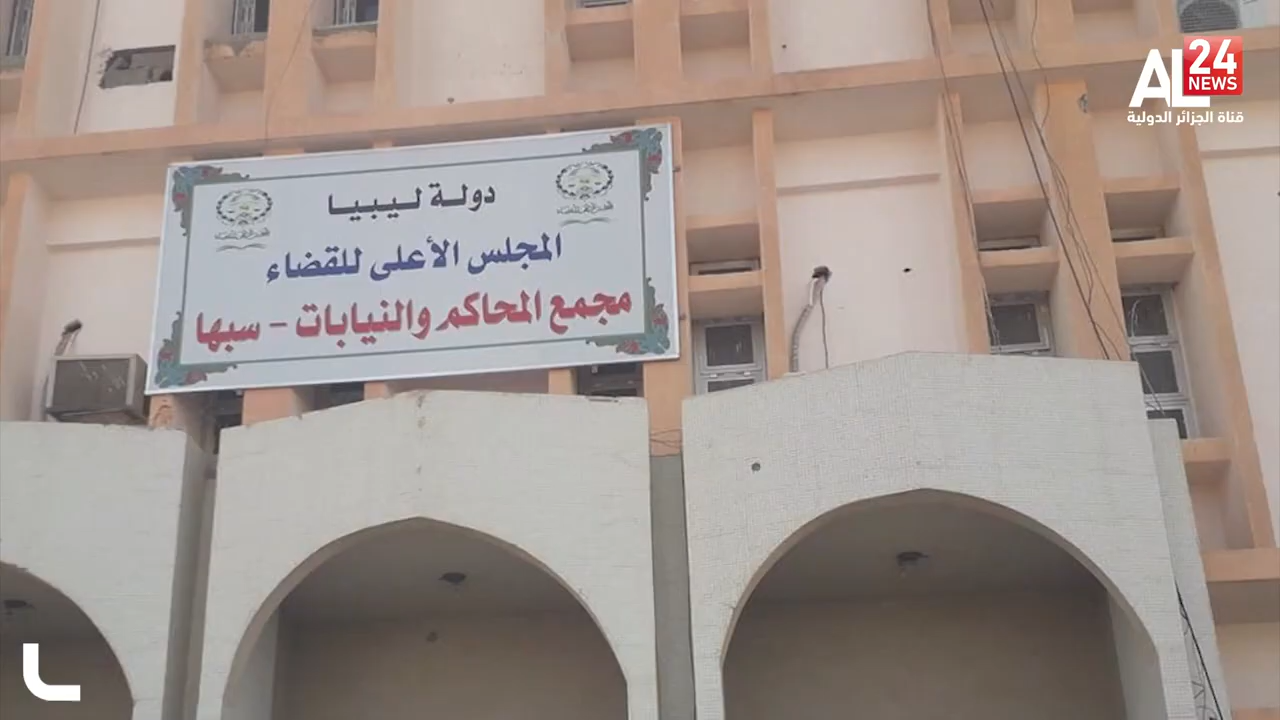 دولة ليبيا
المجلس الأعلى للقضاء
مجمع المحاكم والنيابات - سبها
AL
24
NEWS
قناة الجزائر الدولية